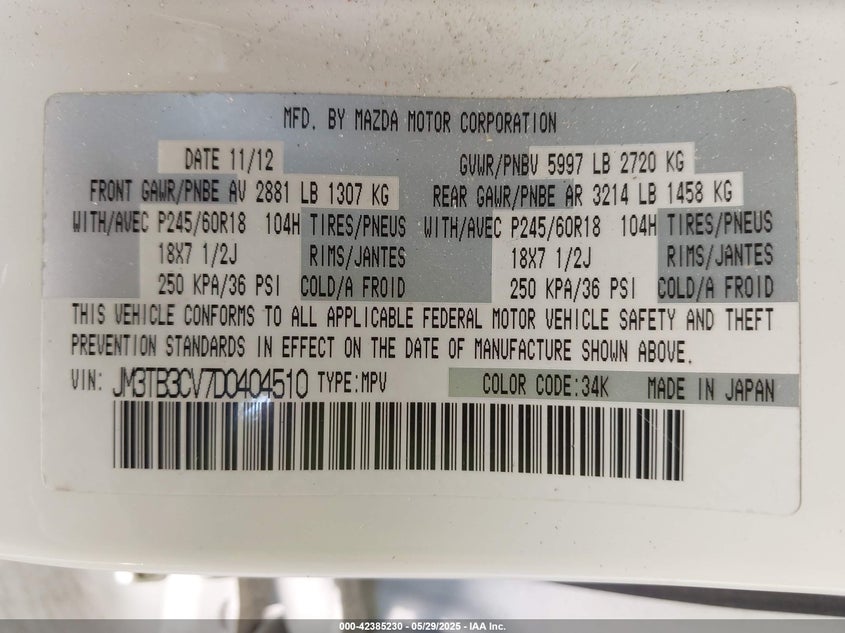 MFD. BY MAZDA MOTOR CORPORATION
DATE 11/12 GVWR/PNBV 5997 LB 2720 KG
FRONT GAWR/PNBE AV 2881 LB 1307 KG REAR GAWR/PNBE AR 3214 LB 1458 KG
WITH/AVEC P245/60R18 104H TIRES/PNEUS WITH/AVEC P245/60R18 104H TIRES/PNEUS
18X7 1/2J RIMS/JANTES 18X7 1/2J RIMS/JANTES
250 KPA/36 PSI COLD/A FROID 250 KPA/36 PSI COLD/A FROID
THIS VEHICLE CONFORMS TO ALL APPLICABLE FEDERAL MOTOR VEHICLE SAFETY AND THEFT
PREVENTION STANDARDS IN EFFECT ON THE DATE OF MANUFACTURE SHOWN ABOVE.
VIN: JM3TB3CV7D0404510 TYPE:MPV COLOR CODE:34K MADE IN JAPAN
000-42385230 - 05/29/2025 - IAA Inc.